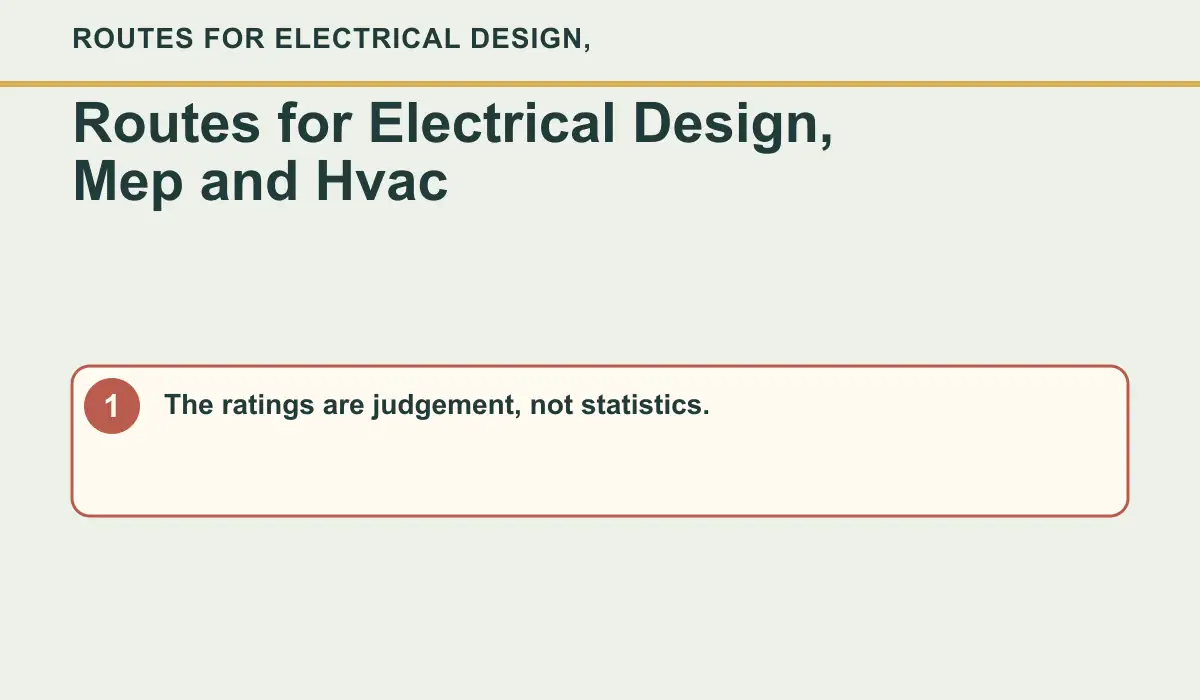 ROUTES FOR ELECTRICAL DESIGN,
Routes for Electrical Design,
Mep and Hvac
1 The ratings are judgement, not statistics.